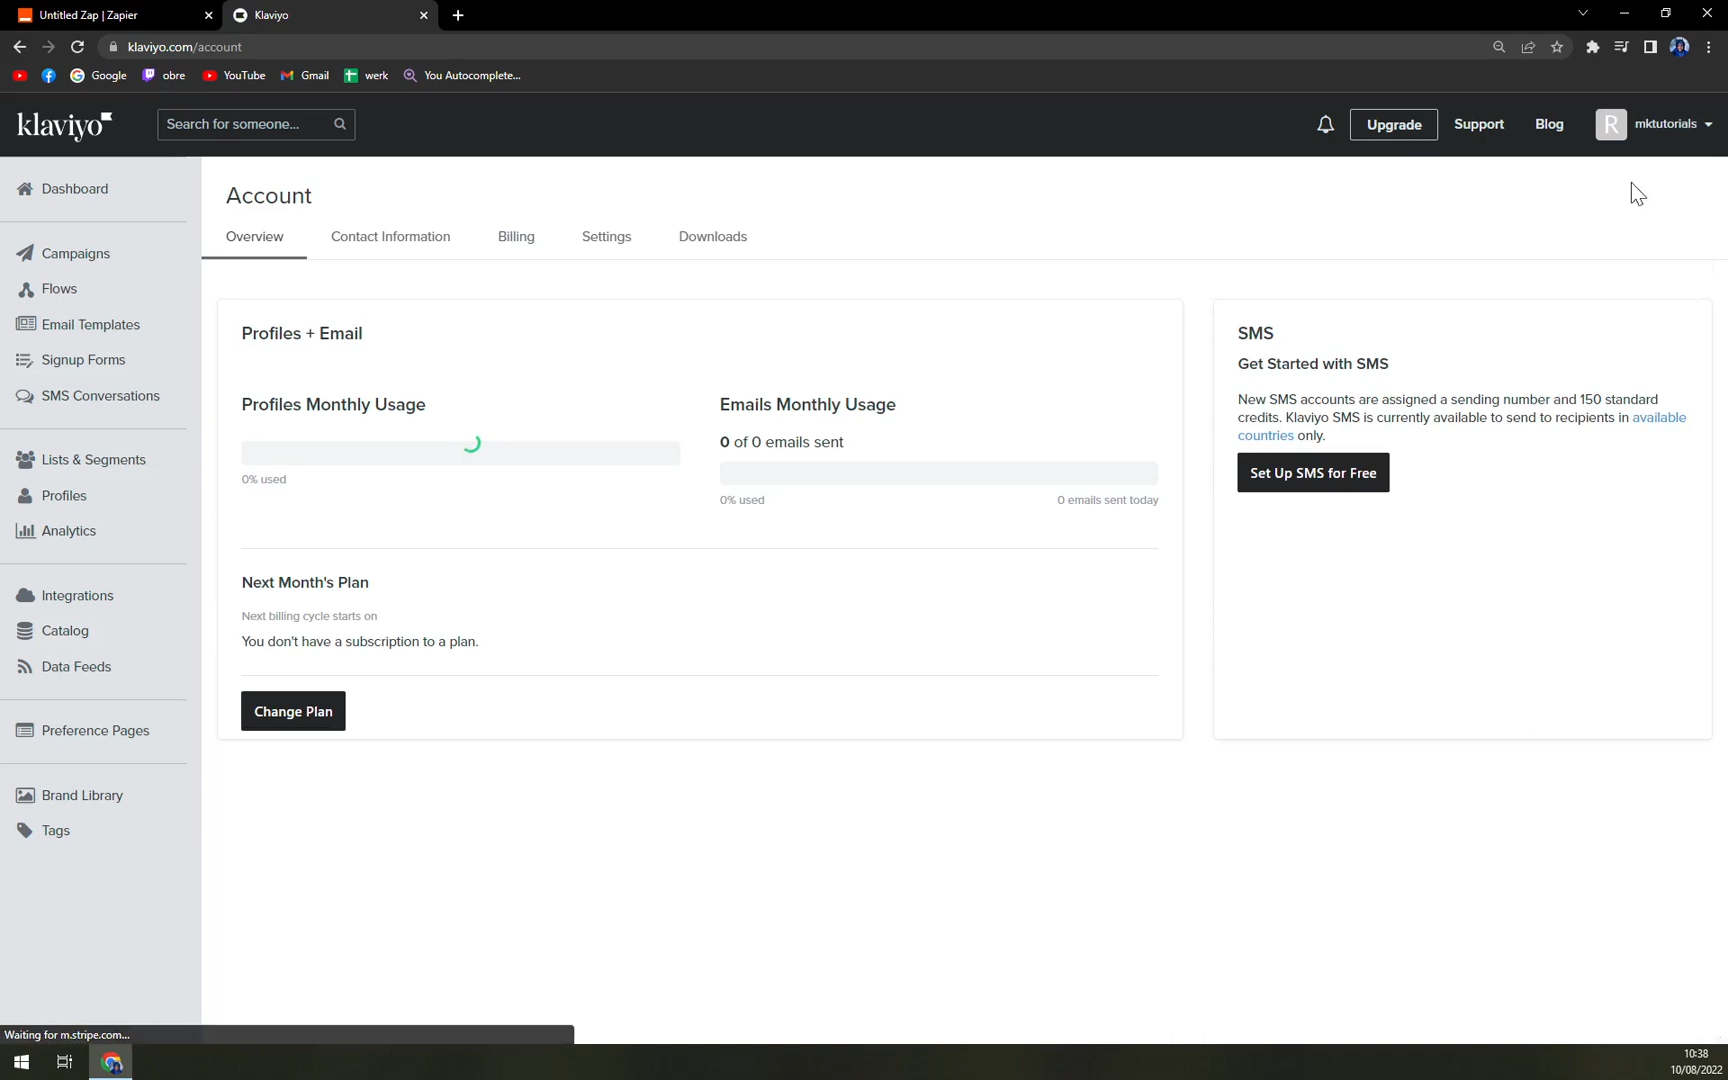 Untitled Zap | Zapier
Klaviyo
klaviyo.com/account
Google
obre
YouTube
Gmail
werk
You Autocomplete...
klaviyo
Search for someone...
Upgrade
Support
Blog
R
mktutorials
Dashboard
Campaigns
Flows
Email Templates
Signup Forms
SMS Conversations
Lists & Segments
Profiles
Analytics
Integrations
Catalog
Data Feeds
Preference Pages
Brand Library
Tags
Account
Overview
Contact Information
Billing
Settings
Downloads
Profiles + Email
Profiles Monthly Usage
0% used
Emails Monthly Usage
0 of 0 emails sent
0% used
0 emails sent today
Next Month's Plan
Next billing cycle starts on
You don't have a subscription to a plan.
Change Plan
SMS
Get Started with SMS
New SMS accounts are assigned a sending number and 150 standard
credits. Klaviyo SMS is currently available to send to recipients in available
countries only.
Set Up SMS for Free
Waiting for m.stripe.com...
10:38
10/08/2022